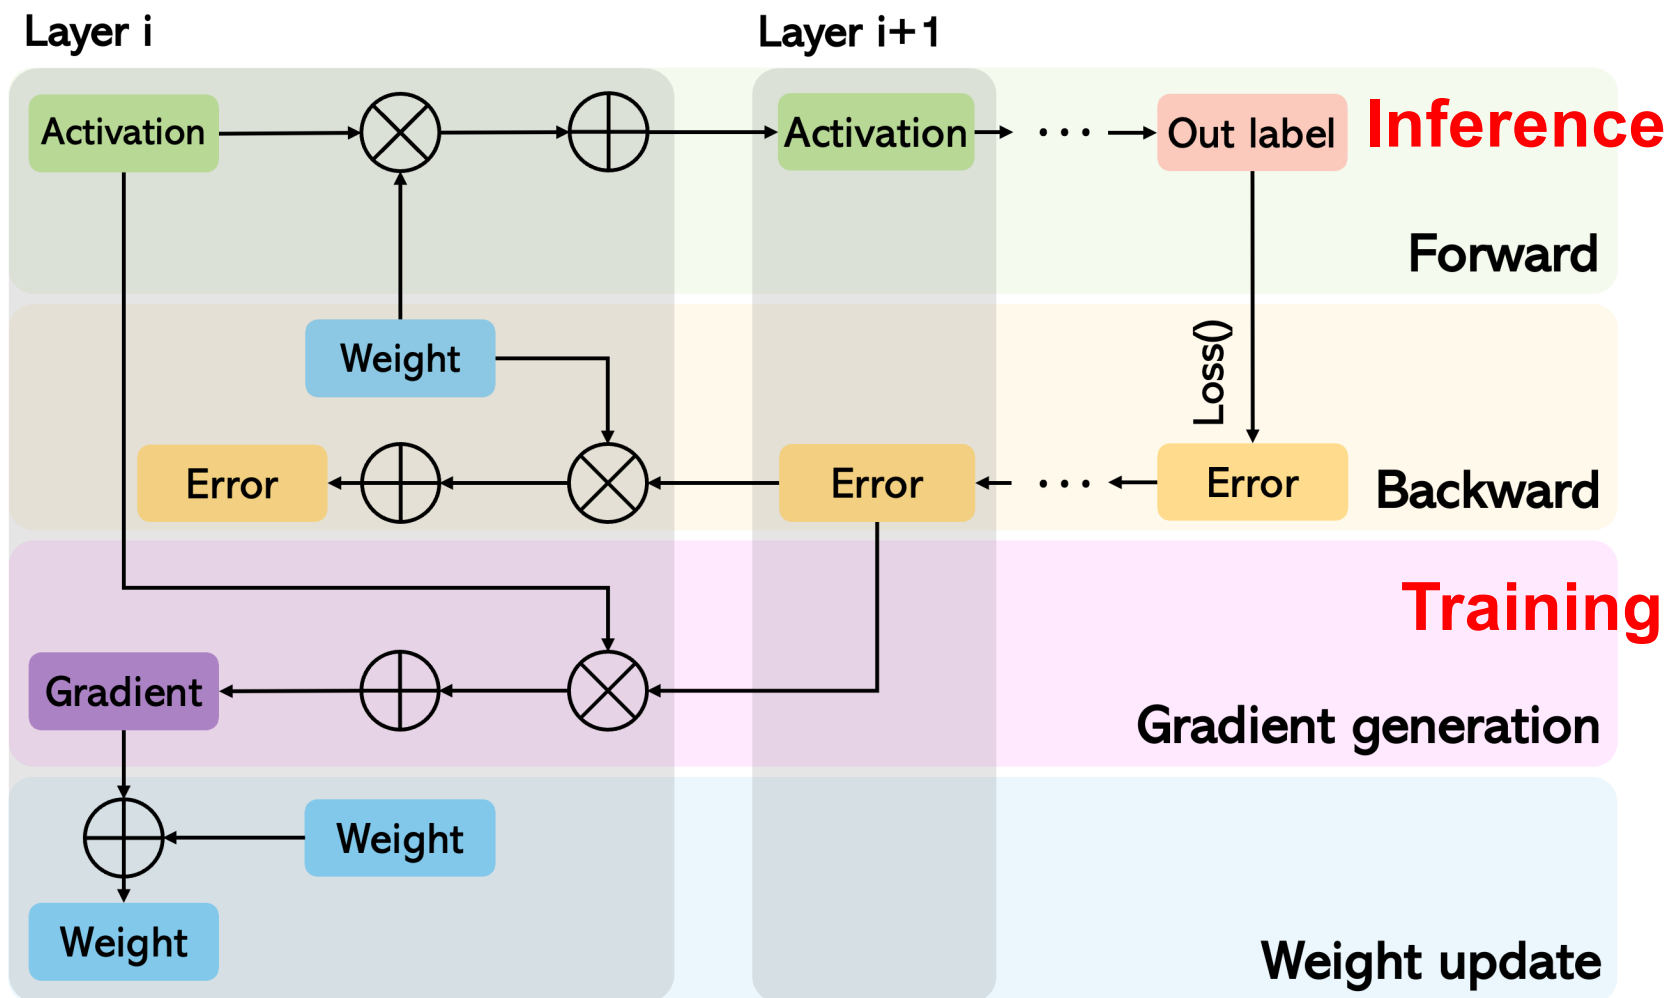 Layer i
Layer i+1
Activation
Activation
...
Out label
Inference
Forward
Weight
Loss()
Error
Error
...
Error
Backward
Training
Gradient
Gradient generation
Weight
Weight
Weight update